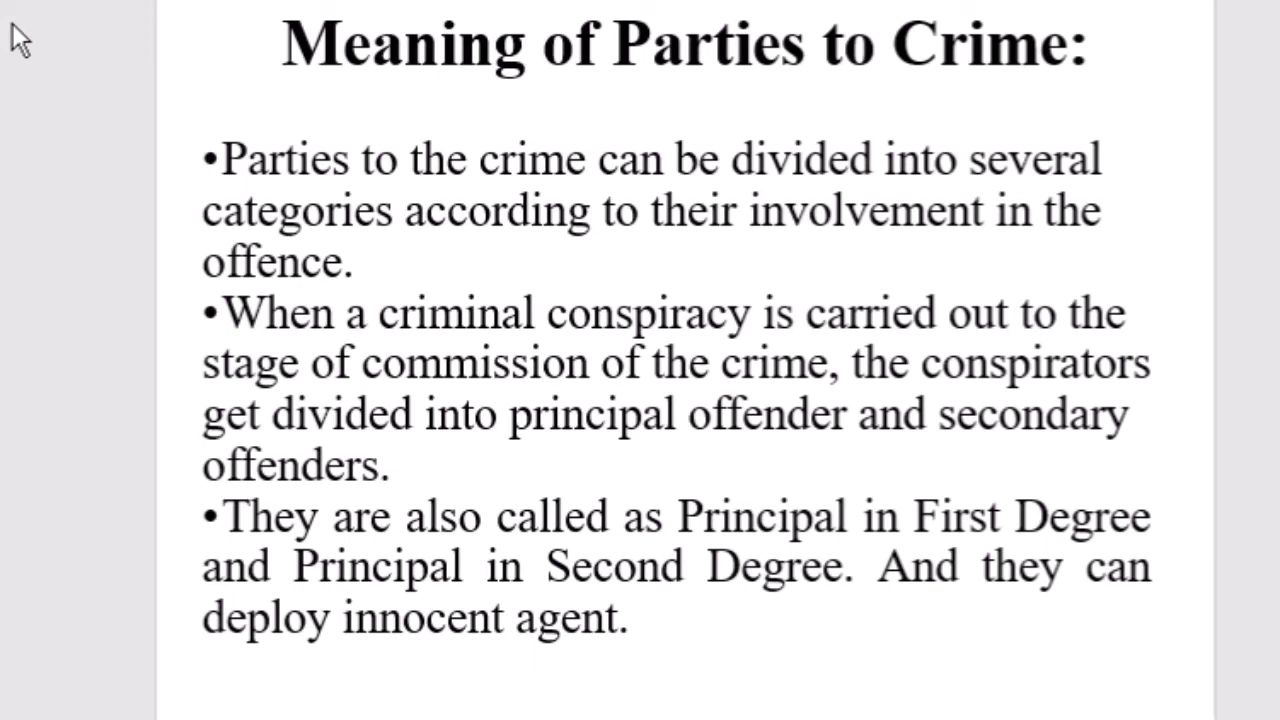 Meaning of Parties to Crime:
•Parties to the crime can be divided into several
categories according to their involvement in the
offence.
•When a criminal conspiracy is carried out to the
stage of commission of the crime, the conspirators
get divided into principal offender and secondary
offenders.
•They are also called as Principal in First Degree
and Principal in Second Degree. And they can
deploy innocent agent.